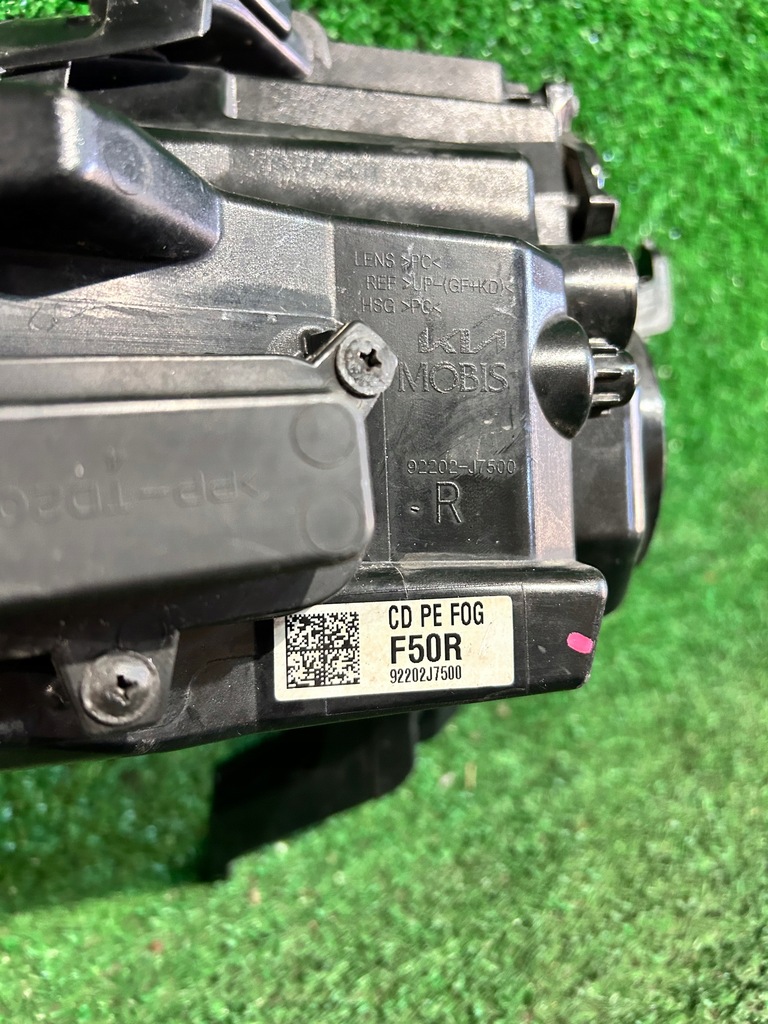 LENS >PC<
REF >UP-(GF+KD)<
HSG >PC<
KIA
MOBIS
92202-J7500
R
CD PE FOG
F50R
92202J7500